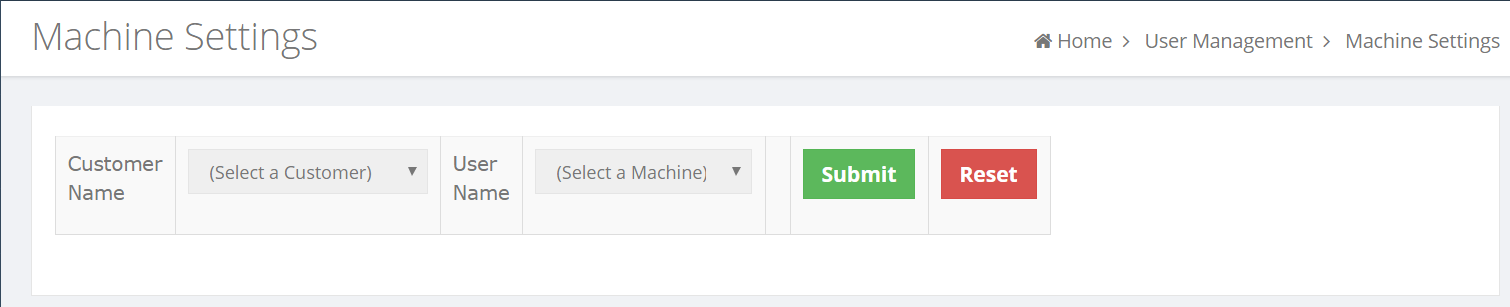 Machine Settings
Home > User Management > Machine Settings
Customer Name
(Select a Customer)
User Name
(Select a Machine)
Submit
Reset